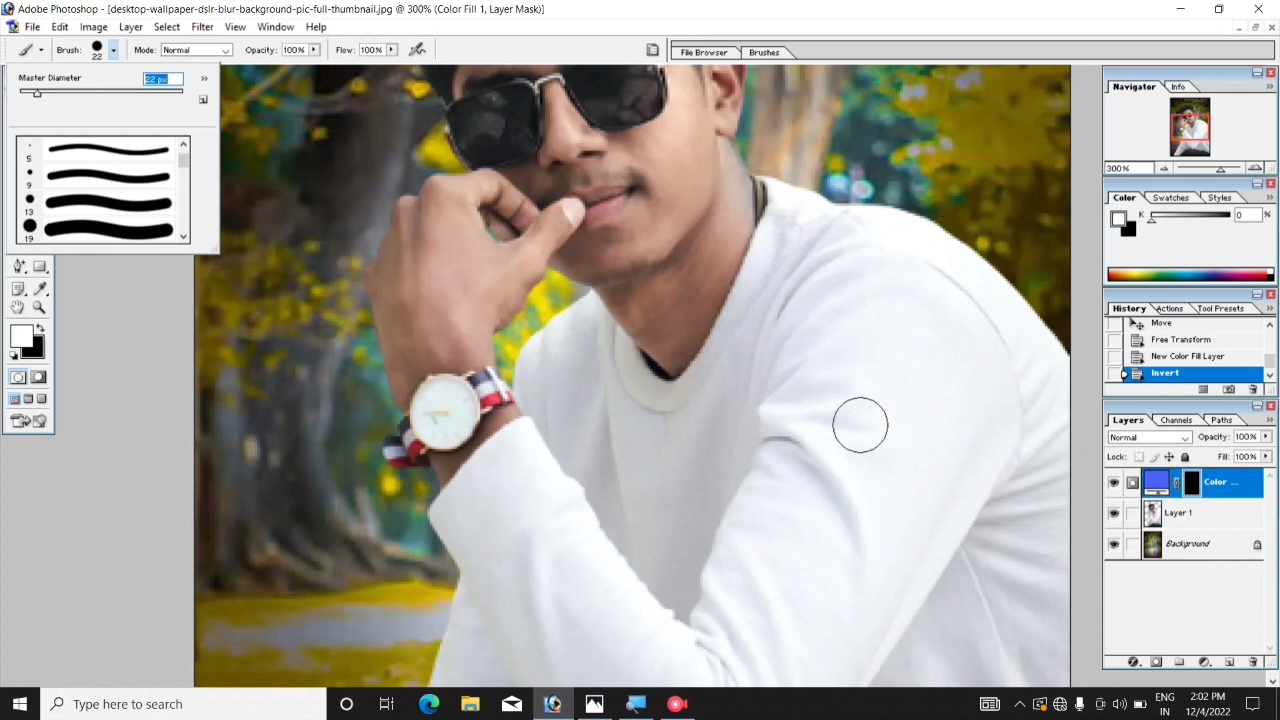 Adobe Photoshop - [desktop-wallpaper-dslr-blur-background-pic-full-thumbnail.jpg @ 300% (Color Fill 1, Layer Mask)]
File Edit Image Layer Select Filter View Window Help
Brush: 22 Mode: Normal Opacity: 100% Flow: 100% File Browser Brushes
Master Diameter 22 px
5
9
13
19
Navigator Info
300%
Color Swatches Styles
K 0 %
History Actions Tool Presets
Move
Free Transform
New Color Fill Layer
Invert
Layers Channels Paths
Normal Opacity: 100%
Lock: Fill: 100%
Color ...
Layer 1
Background
Type here to search
ENG
IN
2:02 PM
12/4/2022